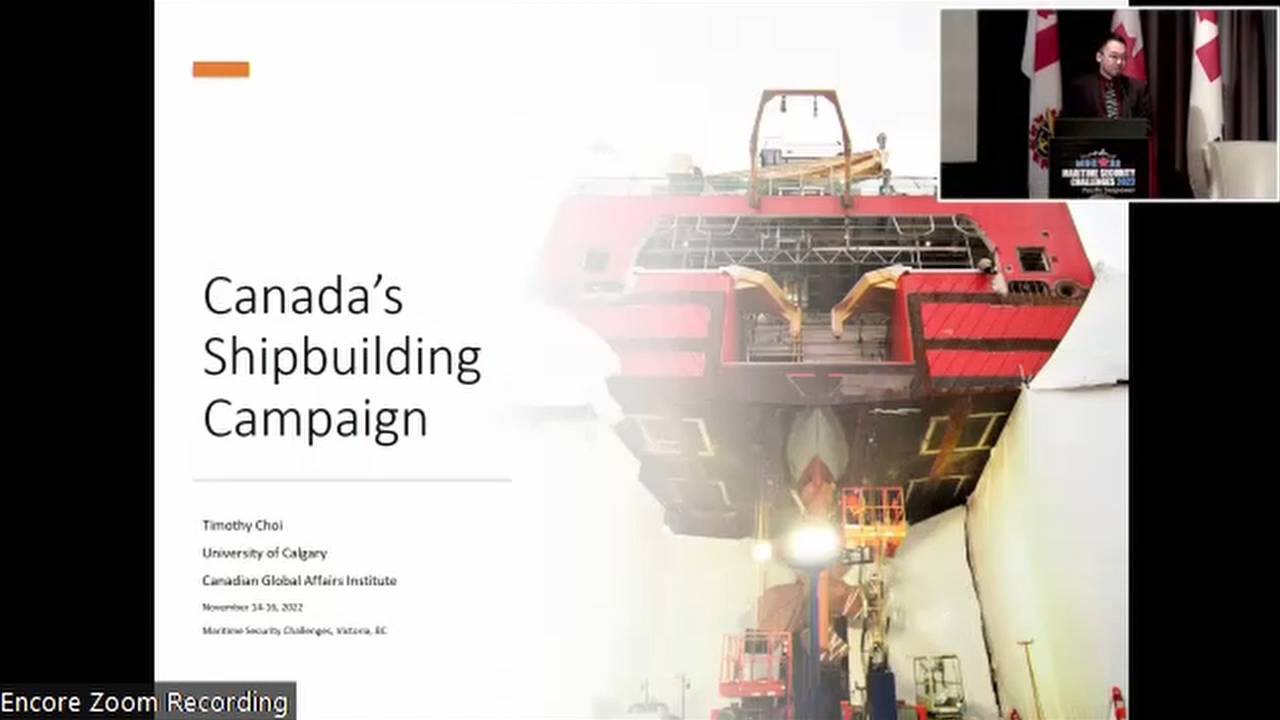 Canada’s
Shipbuilding
Campaign
Timothy Choi
University of Calgary
Canadian Global Affairs Institute
November 14-16, 2022
Maritime Security Challenges, Victoria, BC
MARITIME SECURITY
CHALLENGES 2022
Encore Zoom Recording